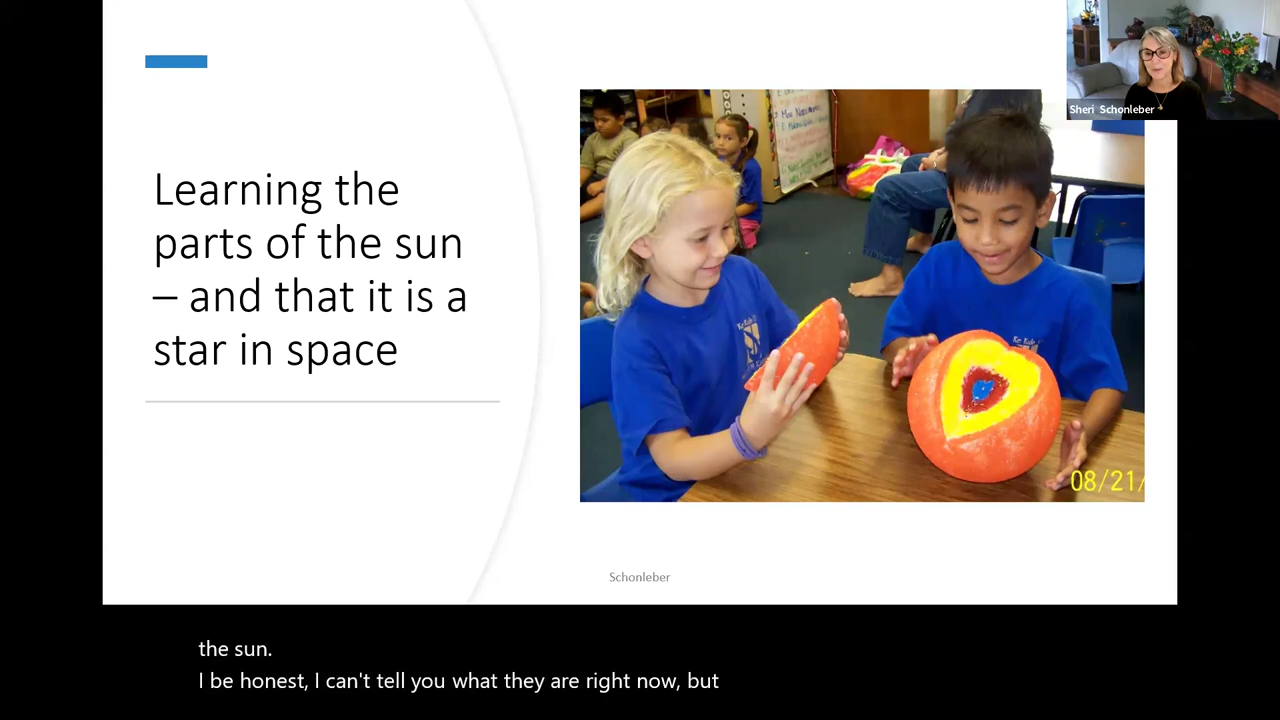 Learning the
parts of the sun
– and that it is a
star in space
Sheri Schonleber
08/21/
Schonleber
the sun.
I be honest, I can't tell you what they are right now, but